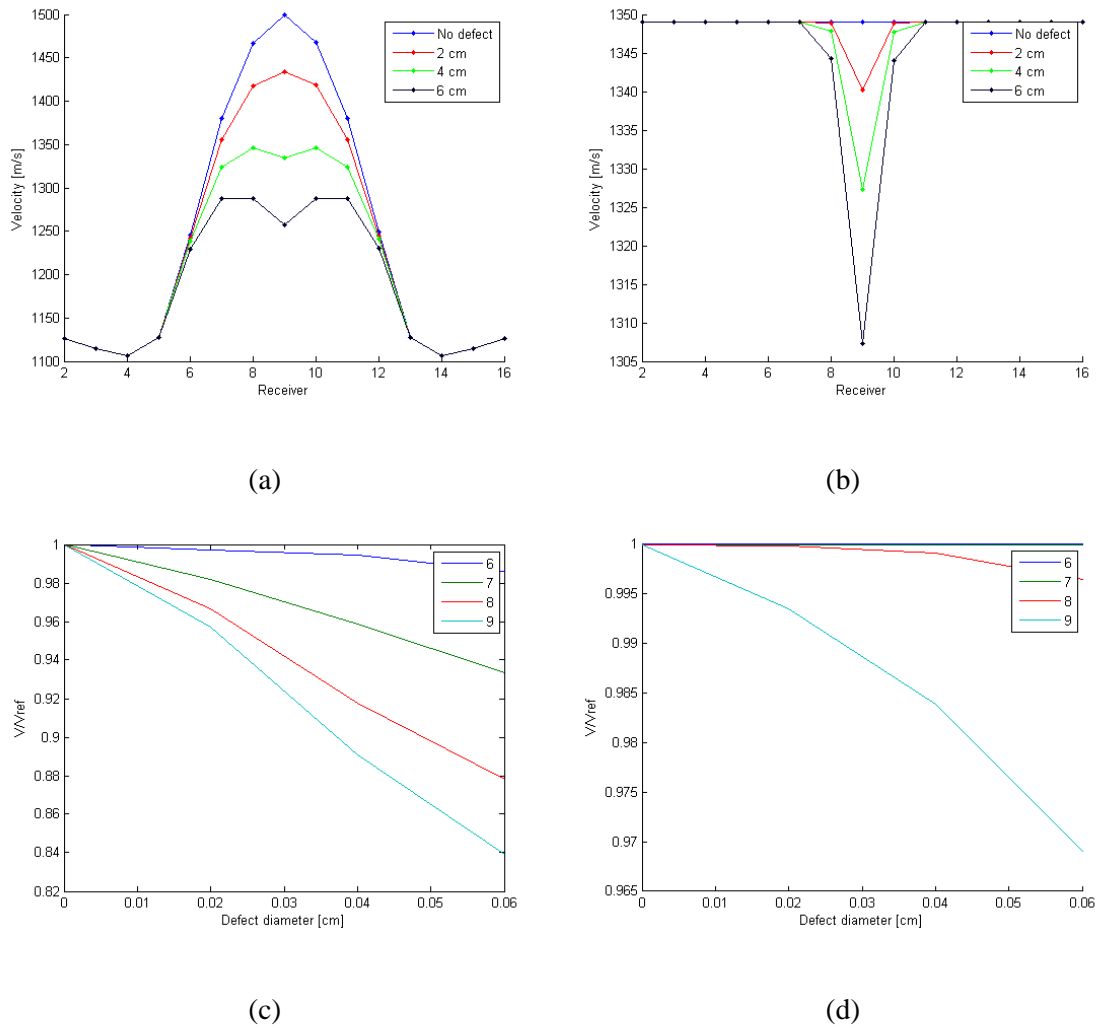 1500
1450
1400
1350
1300
1250
1200
1150
1100
Velocity [m/s]
2 4 6 8 10 12 14 16
Receiver
No defect
2 cm
4 cm
6 cm
(a)
1350
1345
1340
1335
1330
1325
1320
1315
1310
1305
Velocity [m/s]
2 4 6 8 10 12 14 16
Receiver
No defect
2 cm
4 cm
6 cm
(b)
1
0.98
0.96
0.94
0.92
0.9
0.88
0.86
0.84
0.82
V/Vref
0 0.01 0.02 0.03 0.04 0.05 0.06
Defect diameter [cm]
6
7
8
9
(c)
1
0.995
0.99
0.985
0.98
0.975
0.97
0.965
V/Vref
0 0.01 0.02 0.03 0.04 0.05 0.06
Defect diameter [cm]
6
7
8
9
(d)